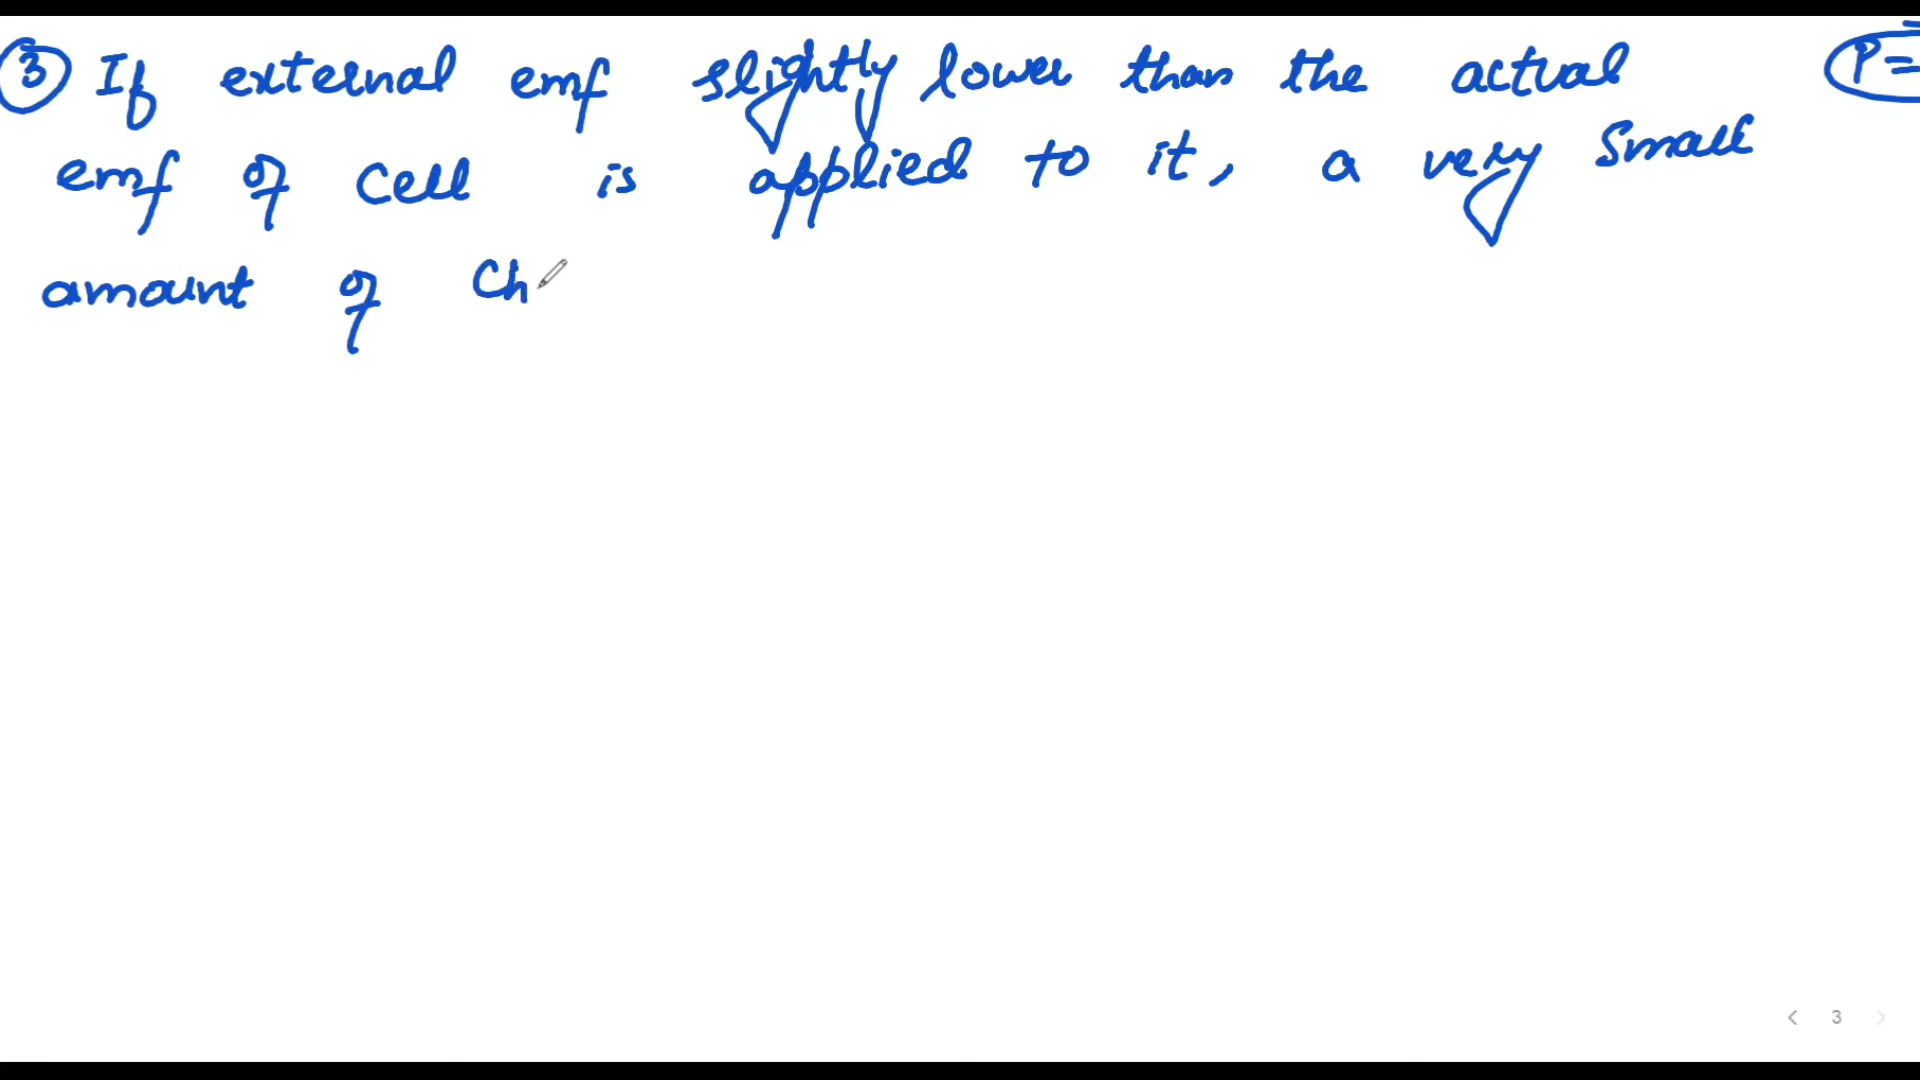 ③ If external emf slightly lower than the actual P=
emf of cell is applied to it, a very small
amount of Ch
3